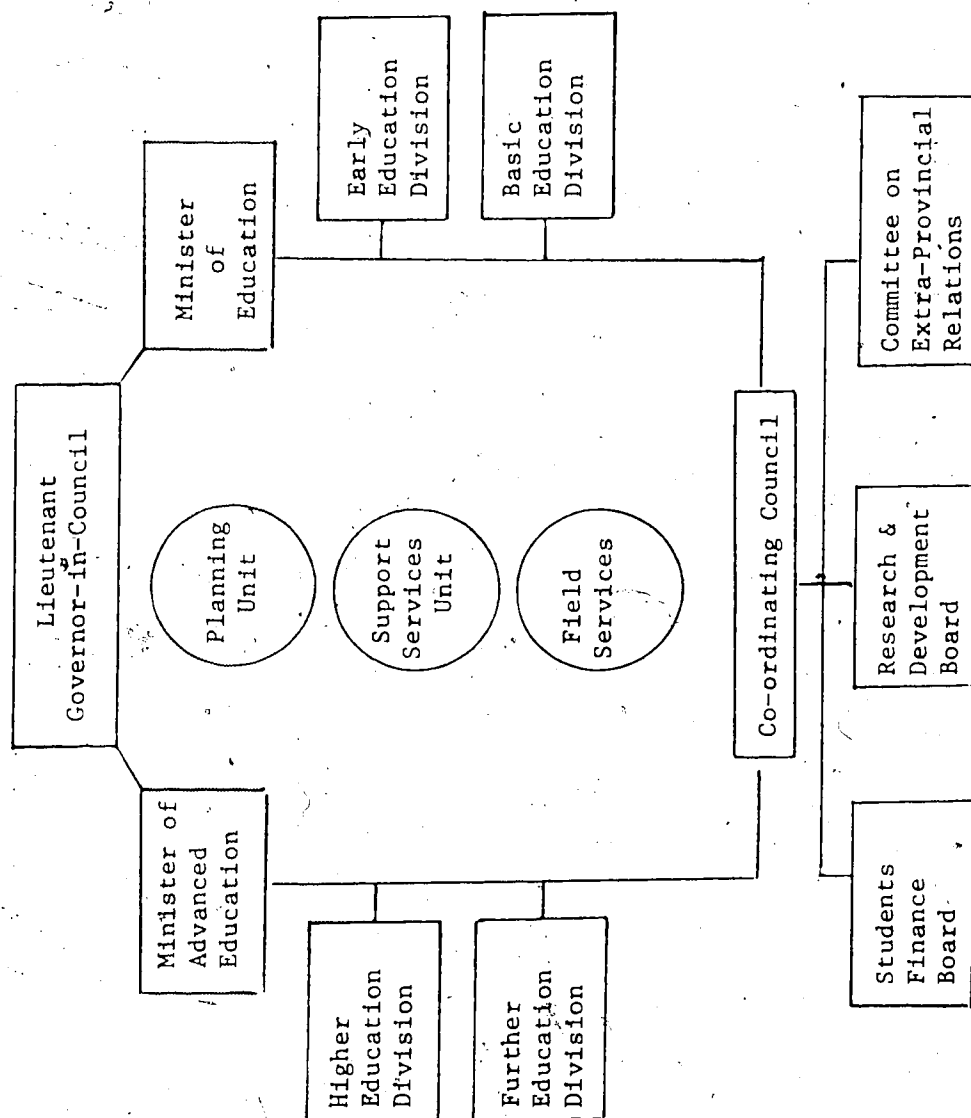 Lieutenant
Governor-in-Council
Minister of
Advanced
Education
Minister
of
Education
Planning
Unit
Support
Services
Unit
Field
Services
Higher
Education
Division
Further
Education
Division
Early
Education
Division
Basic
Education
Division
Co-ordinating Council
Students
Finance
Board
Research &
Development
Board
Committee on
Extra-Provincial
Relations